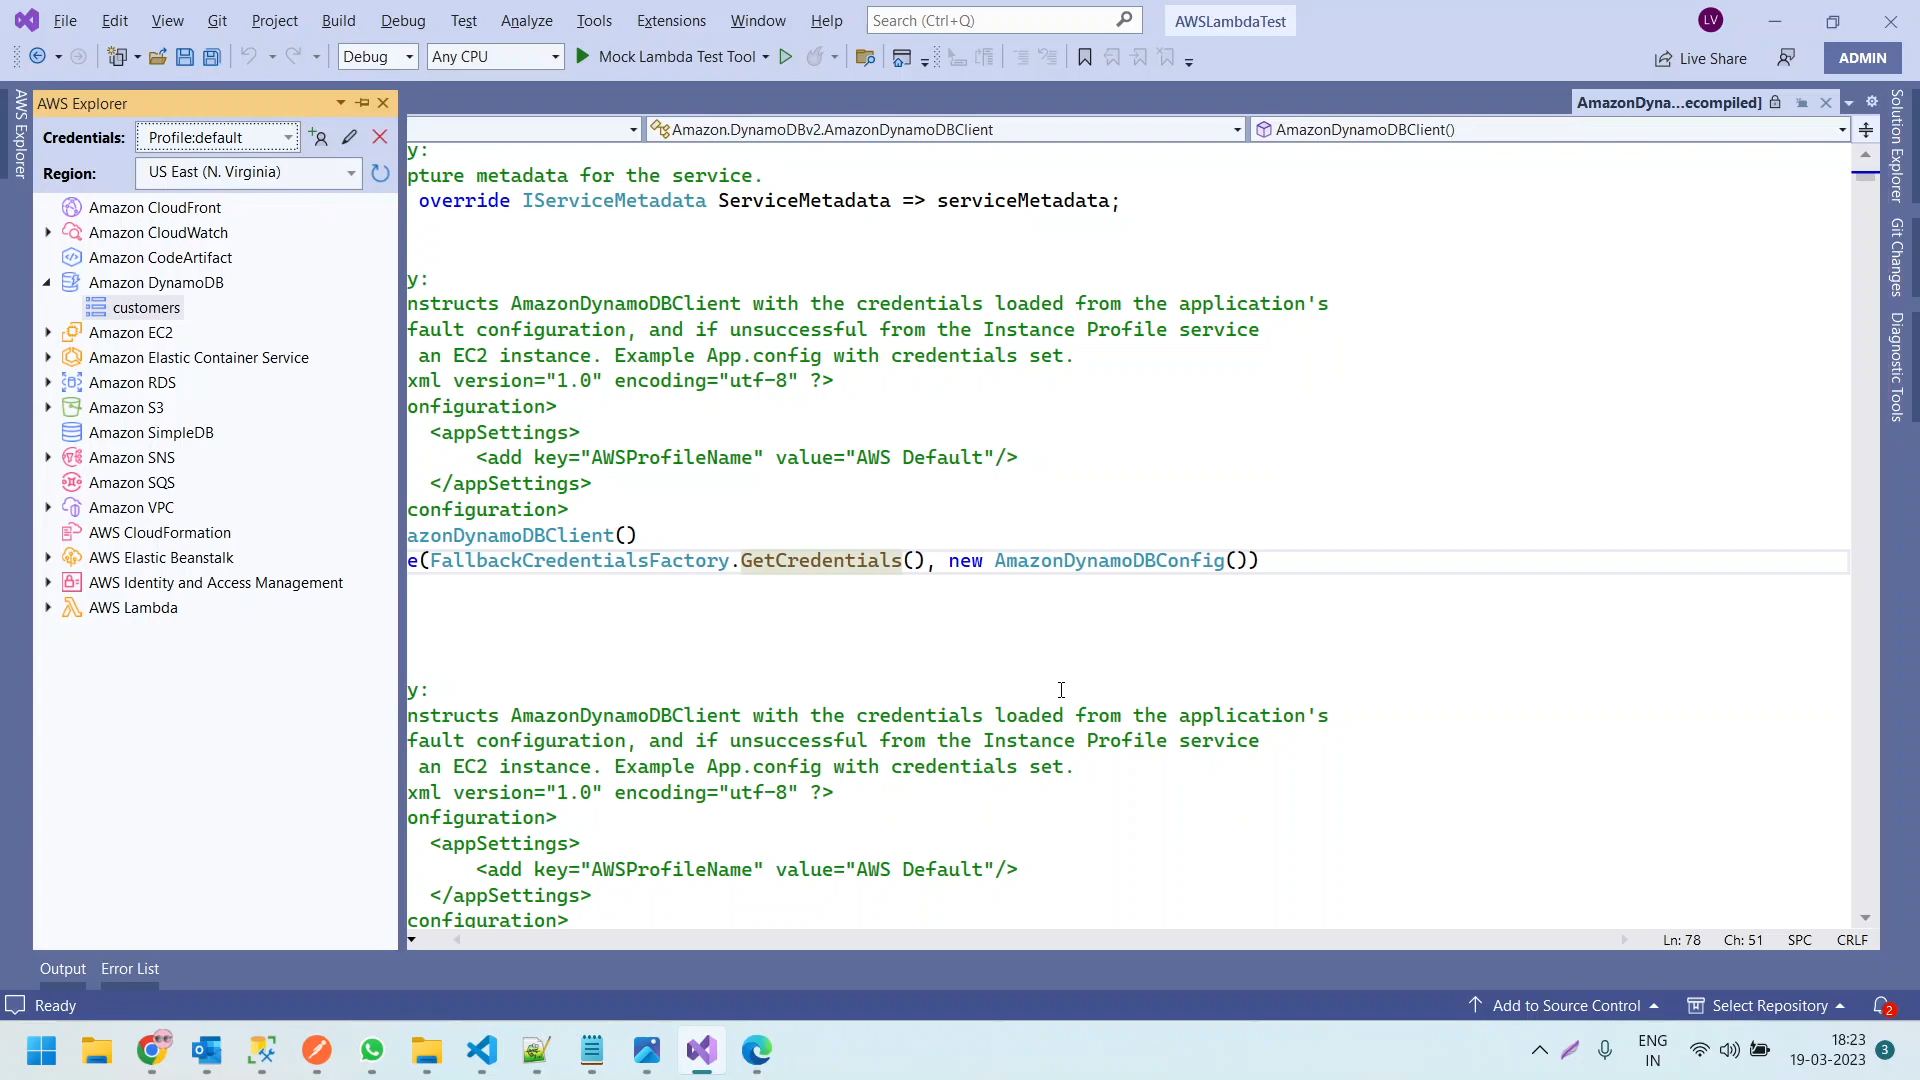 File Edit View Git Project Build Debug Test Analyze Tools Extensions Window Help Search (Ctrl+Q) AWSLambdaTest LV
Debug Any CPU Mock Lambda Test Tool Live Share ADMIN
AWS Explorer
AWS Explorer
Credentials: Profile:default
Region: US East (N. Virginia)
Amazon CloudFront
Amazon CloudWatch
Amazon CodeArtifact
Amazon DynamoDB
customers
Amazon EC2
Amazon Elastic Container Service
Amazon RDS
Amazon S3
Amazon SimpleDB
Amazon SNS
Amazon SQS
Amazon VPC
AWS CloudFormation
AWS Elastic Beanstalk
AWS Identity and Access Management
AWS Lambda
AmazonDyna...ecompiled]
Amazon.DynamoDBv2.AmazonDynamoDBClient AmazonDynamoDBClient()
y:
pture metadata for the service.
override IServiceMetadata ServiceMetadata => serviceMetadata;
y:
nstructs AmazonDynamoDBClient with the credentials loaded from the application's
fault configuration, and if unsuccessful from the Instance Profile service
an EC2 instance. Example App.config with credentials set.
xml version="1.0" encoding="utf-8" ?>
onfiguration>
<appSettings>
<add key="AWSProfileName" value="AWS Default"/>
</appSettings>
configuration>
azonDynamoDBClient()
e(FallbackCredentialsFactory.GetCredentials(), new AmazonDynamoDBConfig())
y:
nstructs AmazonDynamoDBClient with the credentials loaded from the application's
fault configuration, and if unsuccessful from the Instance Profile service
an EC2 instance. Example App.config with credentials set.
xml version="1.0" encoding="utf-8" ?>
onfiguration>
<appSettings>
<add key="AWSProfileName" value="AWS Default"/>
</appSettings>
configuration>
Ln: 78 Ch: 51 SPC CRLF
Solution Explorer
Git Changes
Diagnostic Tools
Output Error List
Ready Add to Source Control Select Repository 2
ENG
IN
18:23
19-03-2023
3